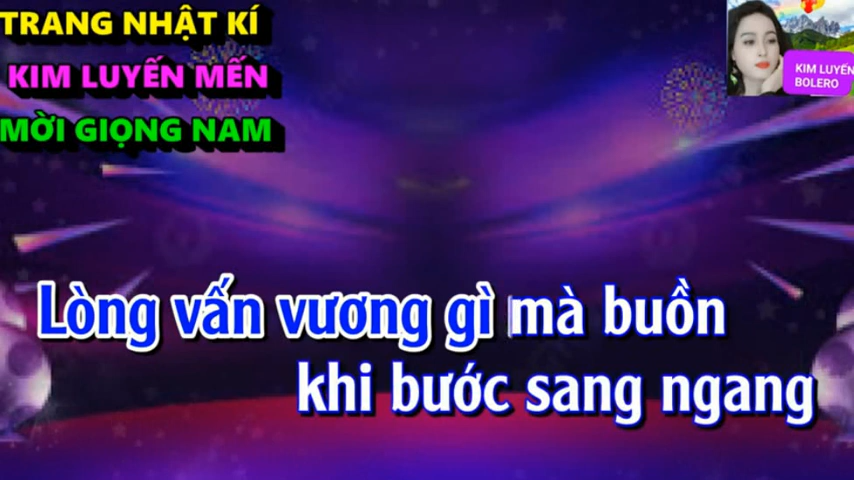 TRANG NHẬT KÍ
KIM LUYẾN MẾN
MỜI GIỌNG NAM
KIM LUYẾN
BOLERO
Lòng vấn vương gì mà buồn
khi bước sang ngang